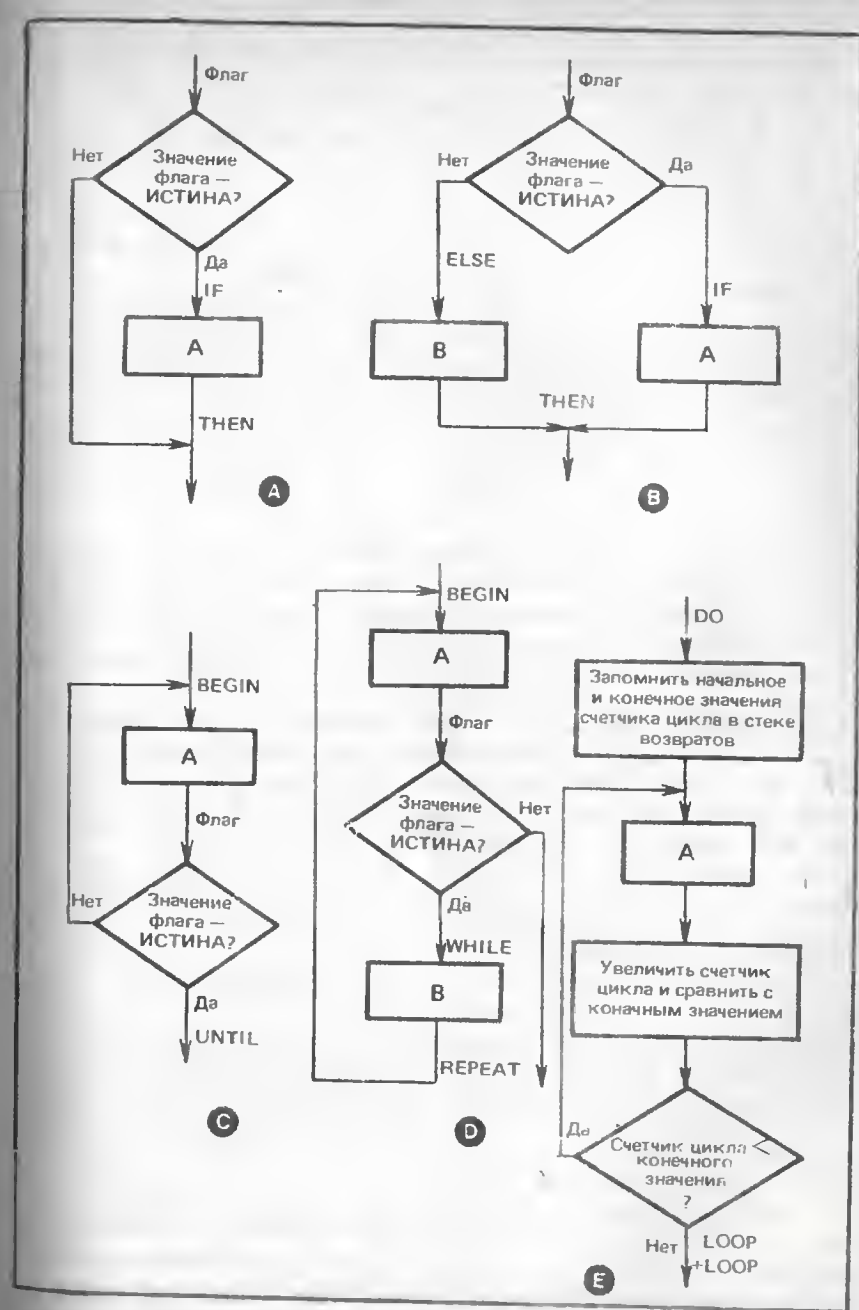 Флаг
Нет
Значение
флага —
ИСТИНА?
Да
IF
A
THEN
A
Флаг
Нет
Значение
флага —
ИСТИНА?
Да
ELSE
IF
B
A
THEN
B
BEGIN
A
Флаг
Нет
Значение
флага —
ИСТИНА?
Да
UNTIL
C
BEGIN
A
Флаг
Значение
флага —
ИСТИНА?
Нет
Да
WHILE
B
REPEAT
D
DO
Запомнить начальное
и конечное значения
счетчика цикла в стеке
возвратов
A
Увеличить счетчик
цикла и сравнить с
коначным значением
Да
Счетчик цикла <
конечного
значения
?
Нет
LOOP
+LOOP
E